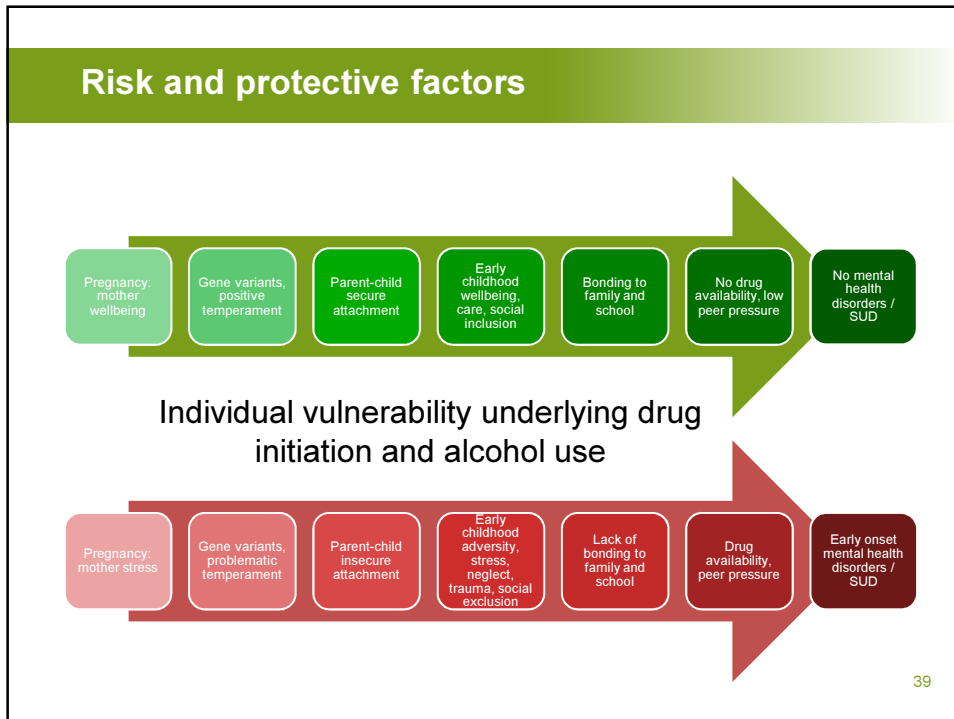 Risk and protective factors
Pregnancy:
mother
wellbeing
Gene variants,
positive
temperament
Parent-child
secure
attachment
Early
childhood
wellbeing,
care, social
inclusion
Bonding to
family and
school
No drug
availability, low
peer pressure
No mental
health
disorders /
SUD
Individual vulnerability underlying drug
initiation and alcohol use
Pregnancy:
mother stress
Gene variants,
problematic
temperament
Parent-child
insecure
attachment
Early
childhood
adversity,
stress,
neglect,
trauma, social
exclusion
Lack of
bonding to
family and
school
Drug
availability,
peer pressure
Early onset
mental health
disorders /
SUD
39